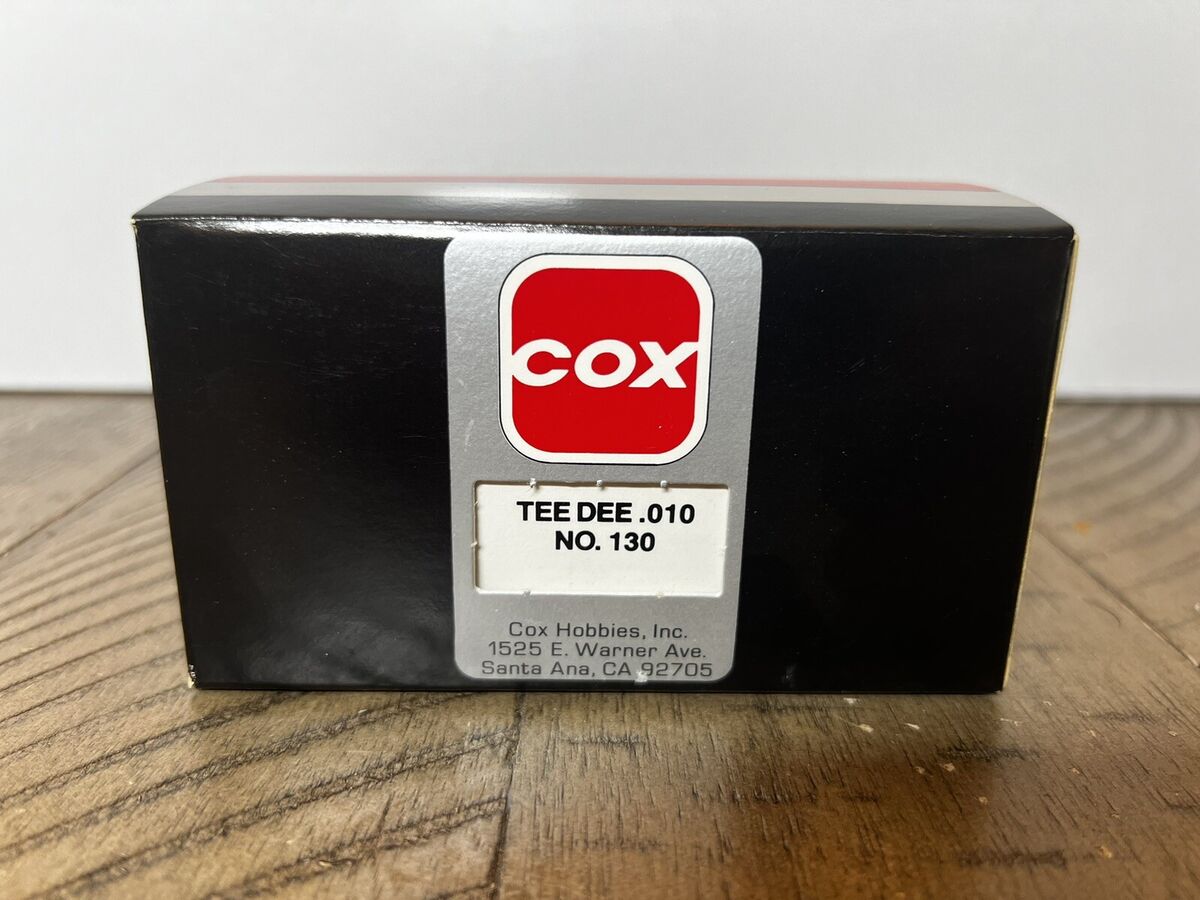 COX
TEE DEE .010
NO. 130
Cox Hobbies, Inc.
1525 E. Warner Ave.
Santa Ana, CA 92705